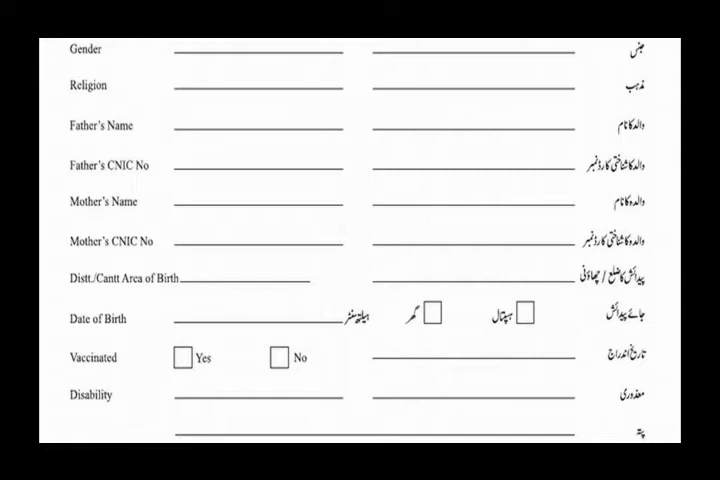 Gender جنس
Religion مذہب
Father's Name والد کا نام
Father's CNIC No والد کا شناختی کارڈ نمبر
Mother's Name والدہ کا نام
Mother's CNIC No والدہ کا شناختی کارڈ نمبر
Distt./Cantt Area of Birth پیدائش کا ضلع / چھاؤنی
Date of Birth ہیلتھ سنٹر گھر ہسپتال جائے پیدائش
Vaccinated Yes No تاریخ اندراج
Disability معذوری
پتہ